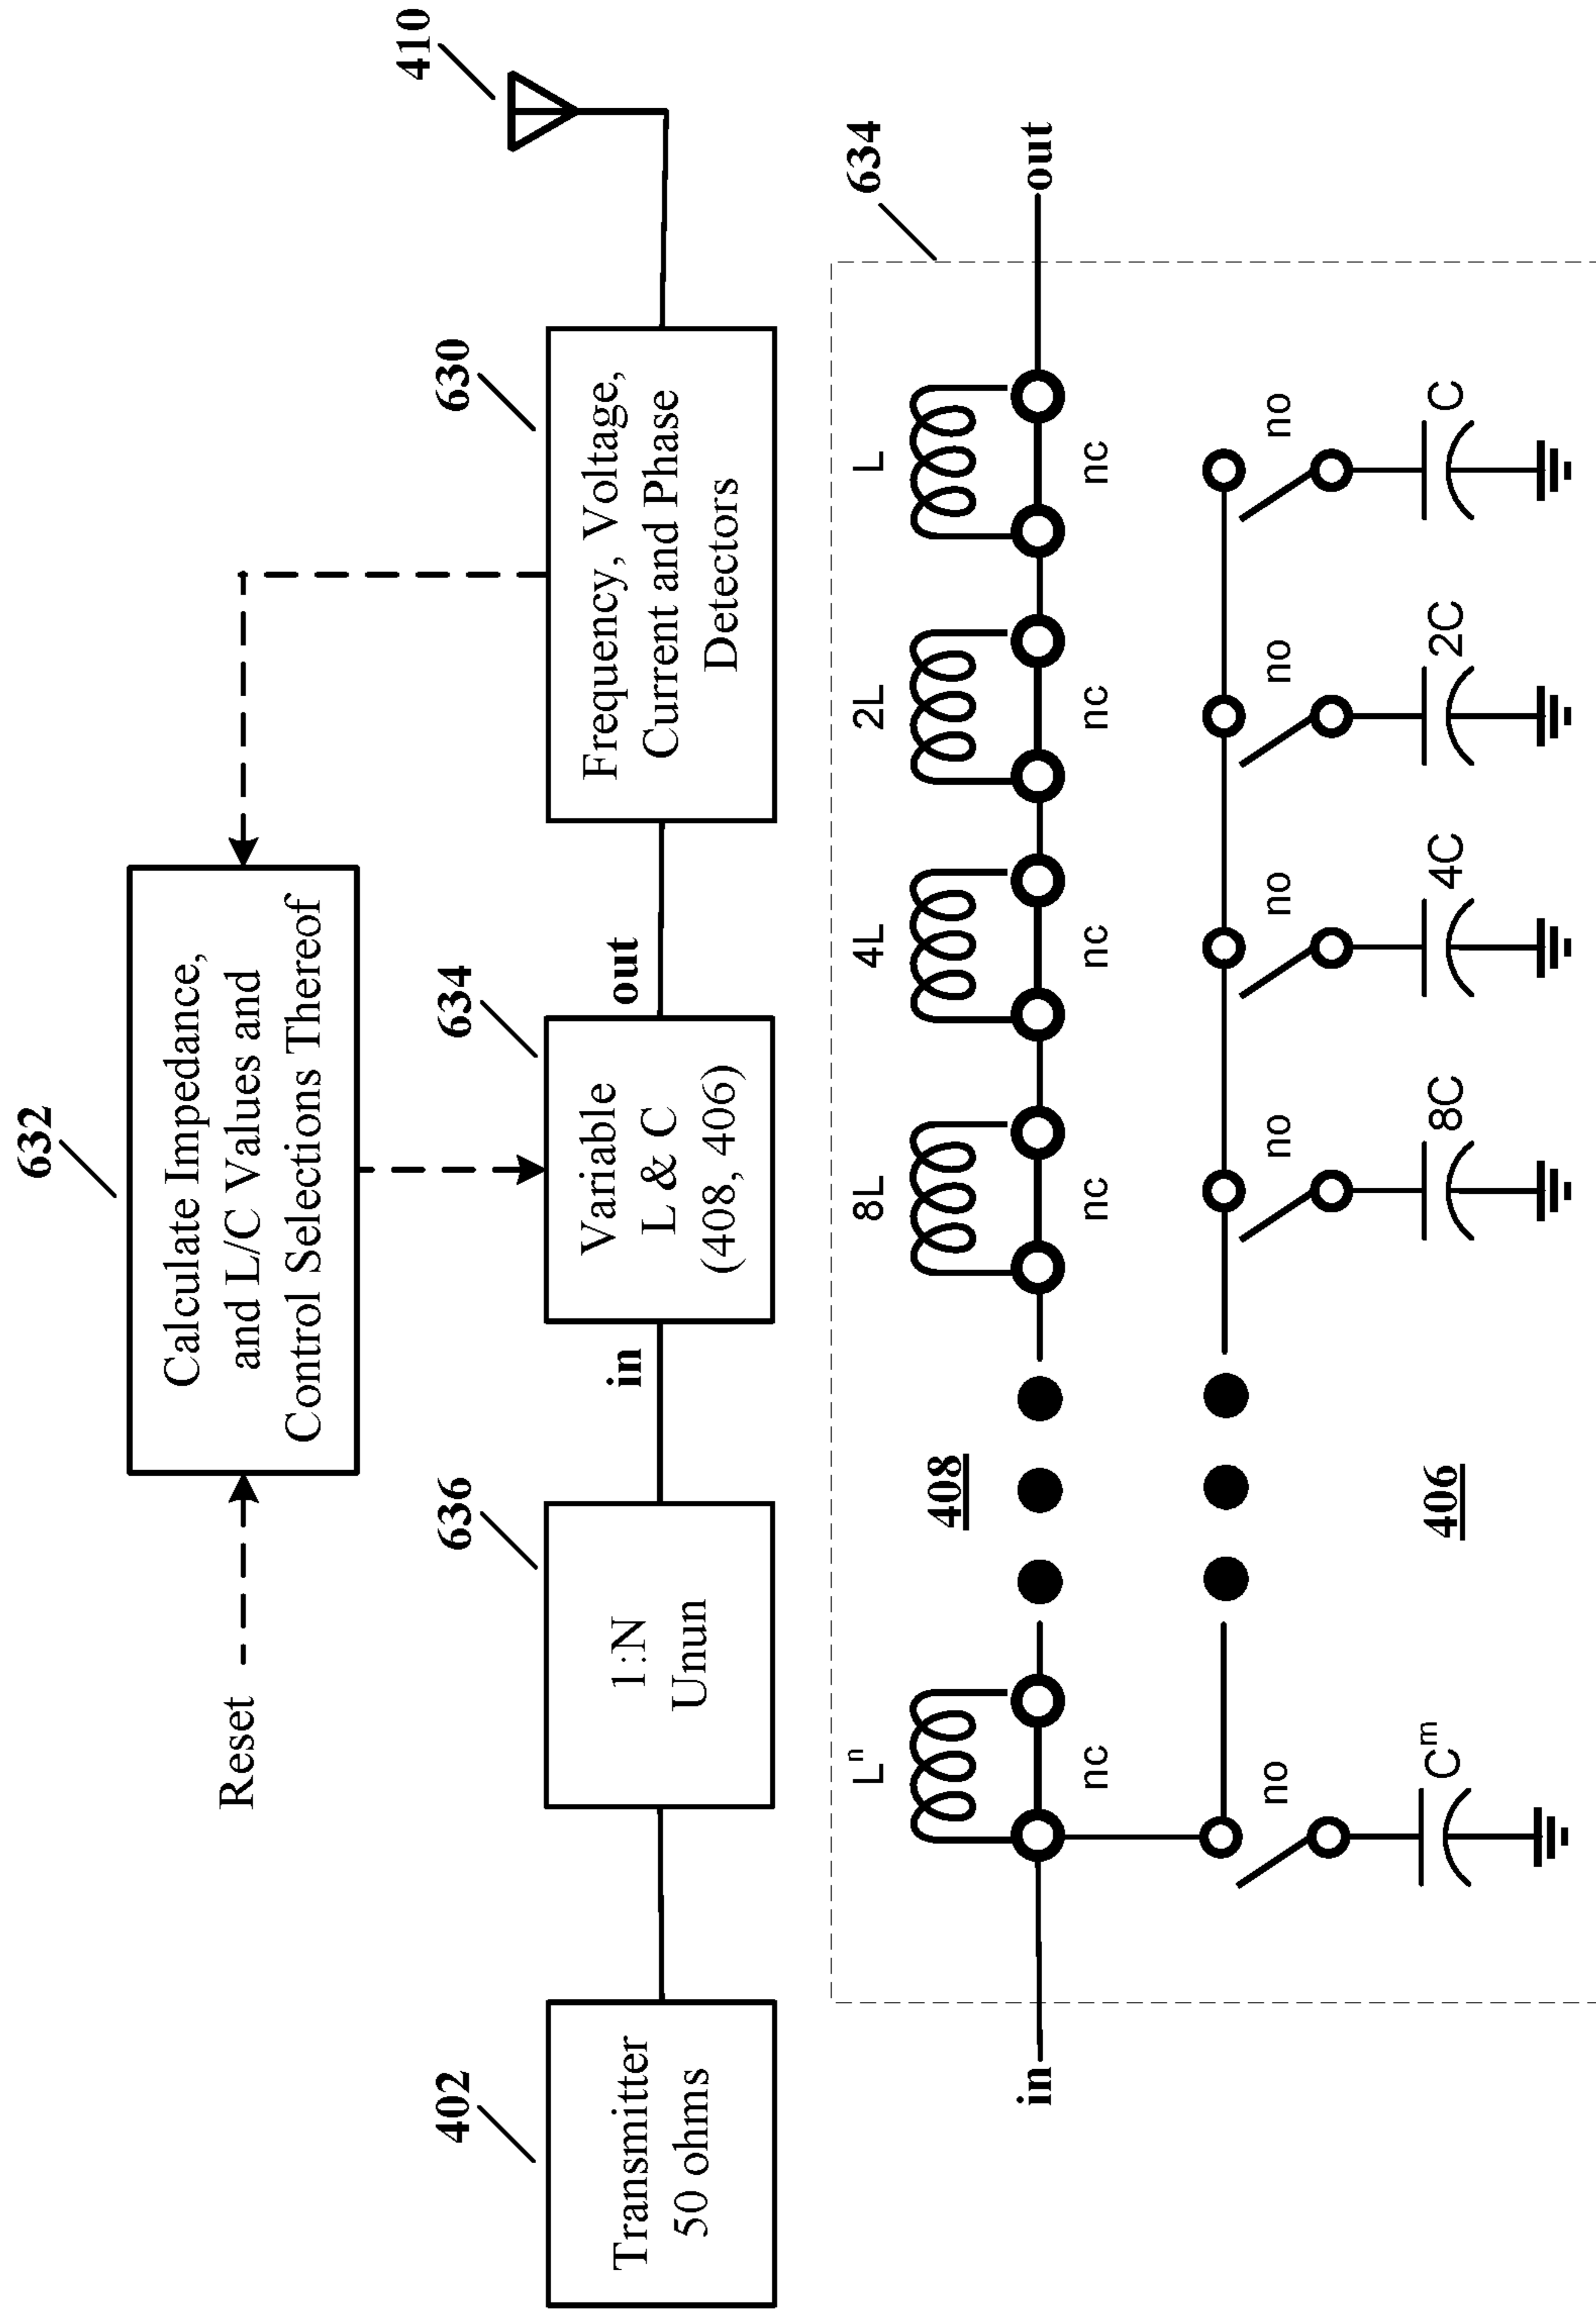 632
Calculate Impedance,
and L/C Values and
Control Selections Thereof
Reset
402
Transmitter
50 ohms
636
1:N
Unun
in
634
Variable
L & C
(408, 406)
out
630
Frequency, Voltage,
Current and Phase
Detectors
410
634
Lⁿ
8L
4L
2L
L
in
out
nc
nc
nc
nc
nc
408
no
no
no
no
no
406
Cᵐ
8C
4C
2C
C